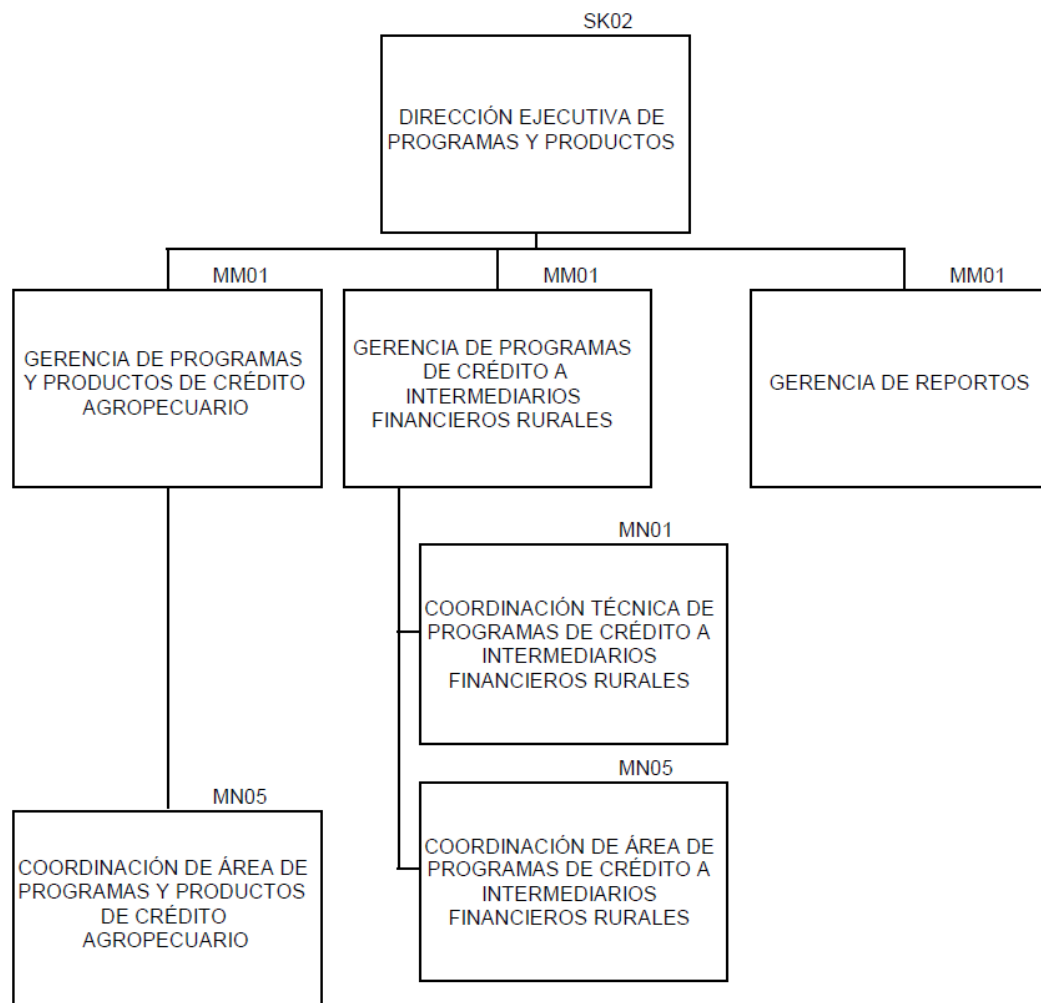 SK02
DIRECCIÓN EJECUTIVA DE
PROGRAMAS Y PRODUCTOS
MM01
GERENCIA DE PROGRAMAS
Y PRODUCTOS DE CRÉDITO
AGROPECUARIO
MM01
GERENCIA DE PROGRAMAS
DE CRÉDITO A
INTERMEDIARIOS
FINANCIEROS RURALES
MM01
GERENCIA DE REPORTOS
MN01
COORDINACIÓN TÉCNICA DE
PROGRAMAS DE CRÉDITO A
INTERMEDIARIOS
FINANCIEROS RURALES
MN05
COORDINACIÓN DE ÁREA DE
PROGRAMAS Y PRODUCTOS
DE CRÉDITO
AGROPECUARIO
MN05
COORDINACIÓN DE ÁREA DE
PROGRAMAS DE CRÉDITO A
INTERMEDIARIOS
FINANCIEROS RURALES